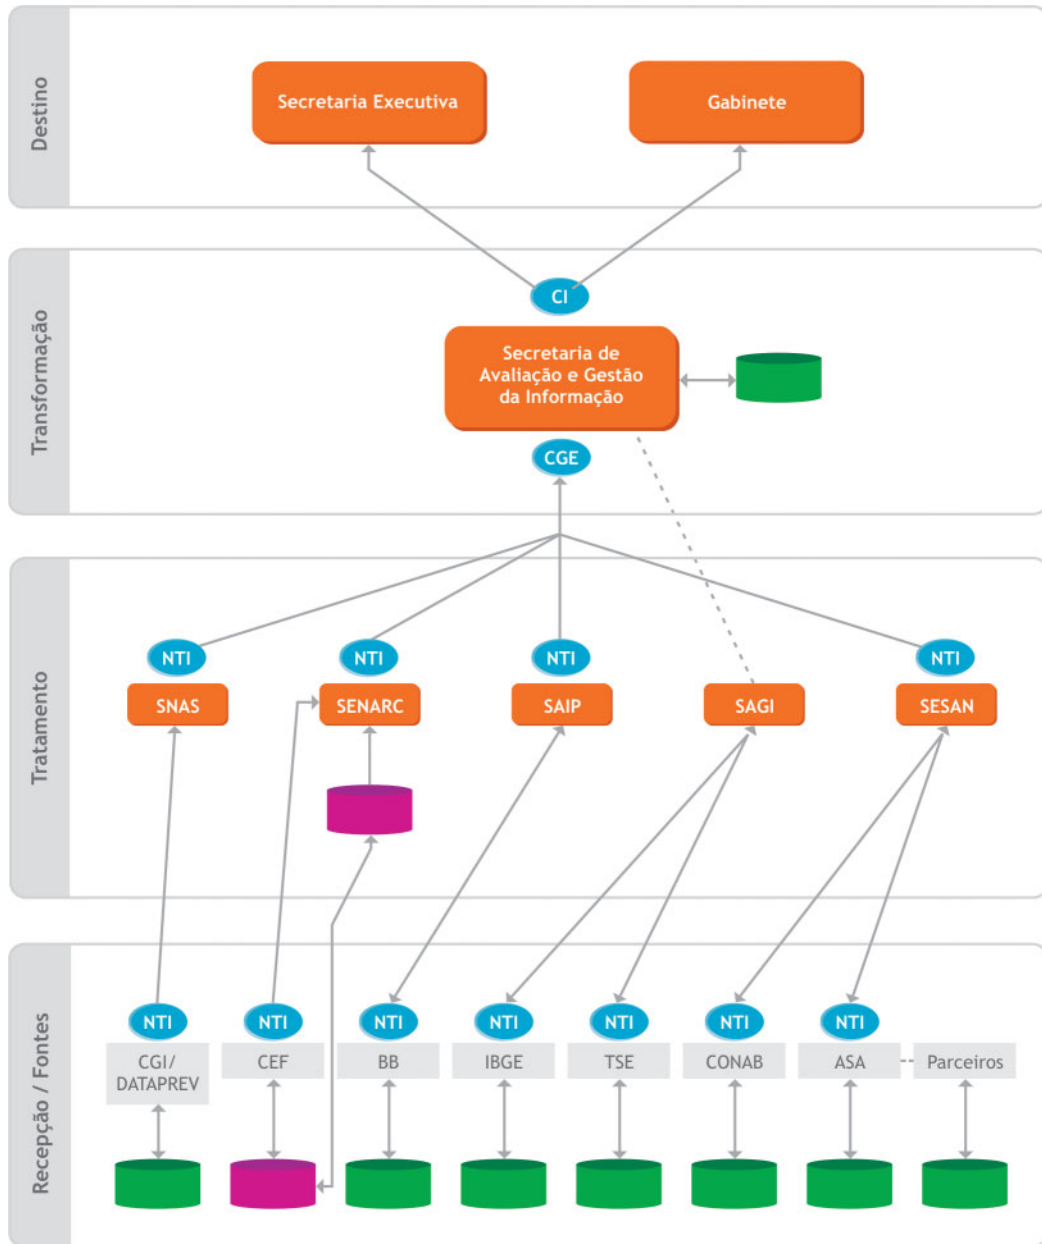 Destino
Secretaria Executiva
Gabinete
Transformação
CI
Secretaria de
Avaliação e Gestão
da Informação
CGE
Tratamento
NTI
NTI
NTI
NTI
SNAS
SENARC
SAIP
SAGI
SESAN
Recepção / Fontes
NTI
NTI
NTI
NTI
NTI
NTI
NTI
CGI/
DATAPREV
CEF
BB
IBGE
TSE
CONAB
ASA
Parceiros